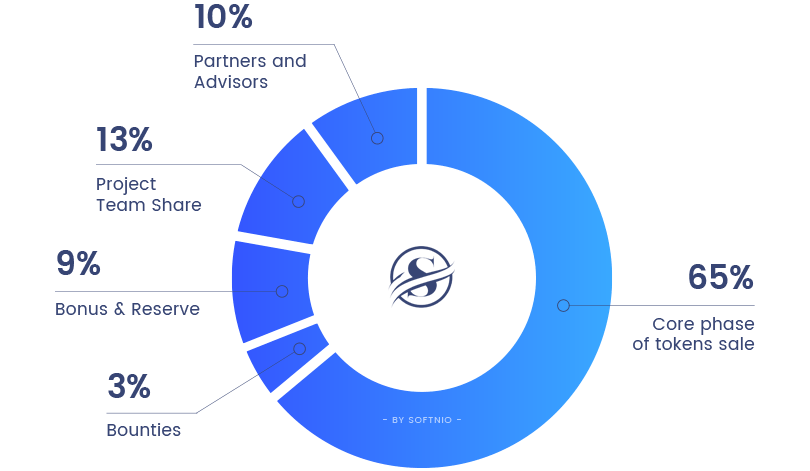 10%
Partners and
Advisors
13%
Project
Team Share
9%
Bonus & Reserve
3%
Bounties
65%
Core phase
of tokens sale
S
– BY SOFTNIO –